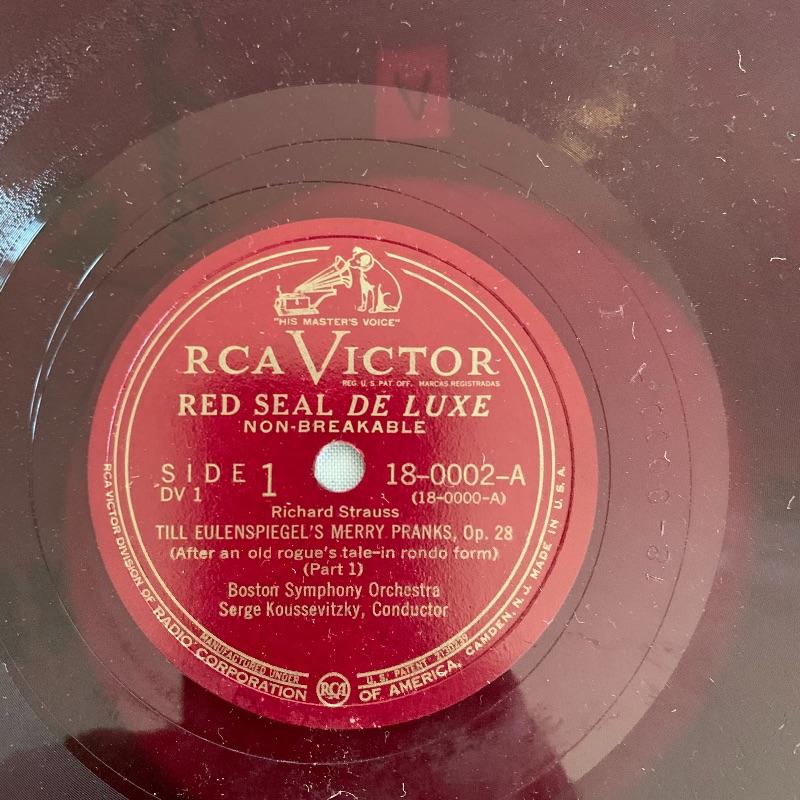 V
"HIS MASTER'S VOICE"
RCA VICTOR
REG. U. S. PAT. OFF. MARCAS REGISTRADAS
RED SEAL DE LUXE
NON-BREAKABLE
SIDE 1 18-0002-A
DV 1 (18-0000-A)
Richard Strauss
TILL EULENSPIEGEL'S MERRY PRANKS, Op. 28
(After an old rogue's tale-in rondo form)
(Part 1)
Boston Symphony Orchestra
Serge Koussevitzky, Conductor
MANUFACTURED UNDER U. S. PATENT 2130239
RCA VICTOR DIVISION OF RADIO CORPORATION RCA OF AMERICA, CAMDEN, N. J. MADE IN U. S. A.